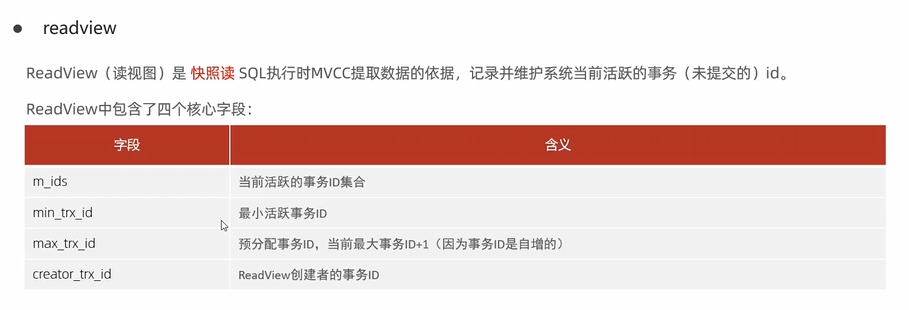 readview
ReadView（读视图）是 快照读 SQL执行时MVCC提取数据的依据，记录并维护系统当前活跃的事务（未提交的）id。
ReadView中包含了四个核心字段：
字段 含义
m_ids 当前活跃的事务ID集合
min_trx_id 最小活跃事务ID
max_trx_id 预分配事务ID，当前最大事务ID+1（因为事务ID是自增的）
creator_trx_id ReadView创建者的事务ID